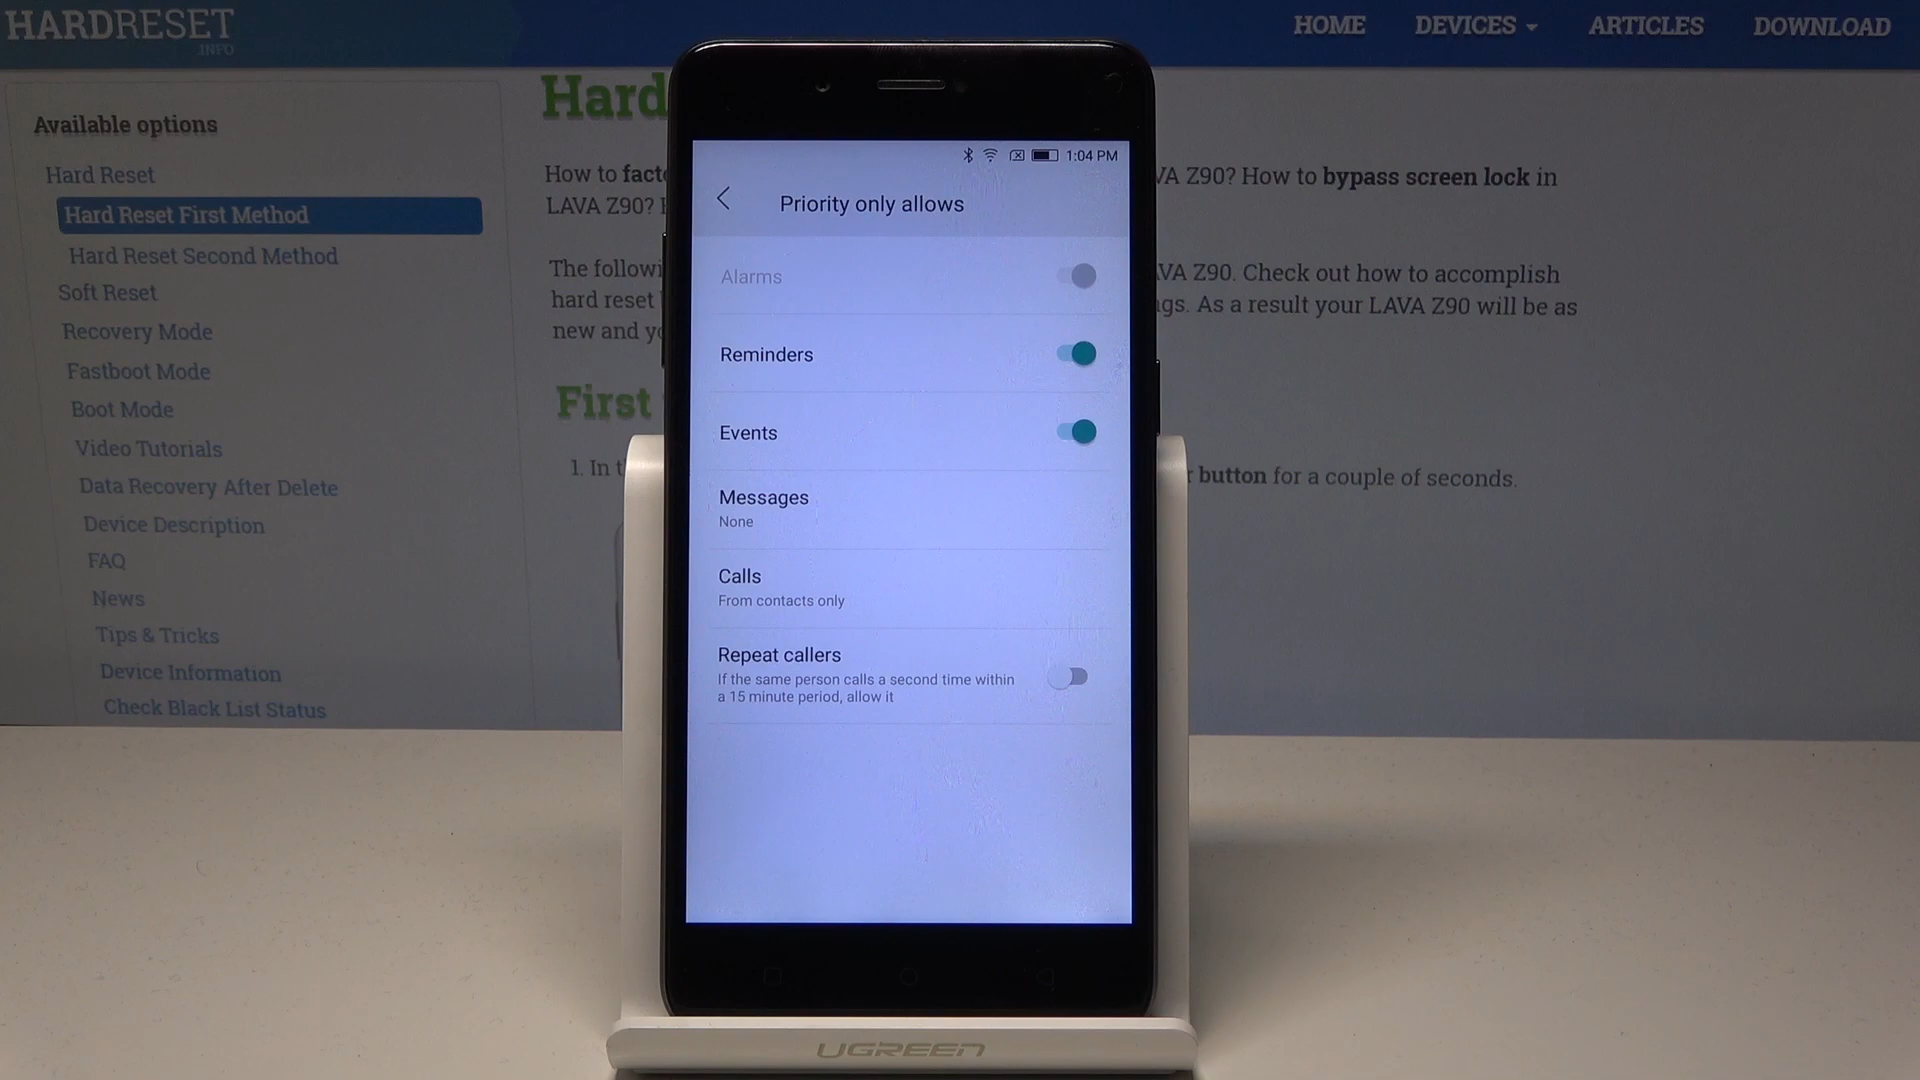 HARDRESET
.INFO
HOME DEVICES ARTICLES DOWNLOAD
Available options
Hard Reset
Hard Reset First Method
Hard Reset Second Method
Soft Reset
Recovery Mode
Fastboot Mode
Boot Mode
Video Tutorials
Data Recovery After Delete
Device Description
FAQ
News
Tips & Tricks
Device Information
Check Black List Status
Hard
How to
VA Z90? How to bypass screen lock in
LAVA Z90?
The
VA Z90. Check out how to accomplish
hard reset
gs. As a result your LAVA Z90 will be as
new and
First
1. In
r button for a couple of seconds.
1:04 PM
Priority only allows
Alarms
Reminders
Events
Messages
None
Calls
From contacts only
Repeat callers
If the same person calls a second time within
a 15 minute period, allow it
UGREEN